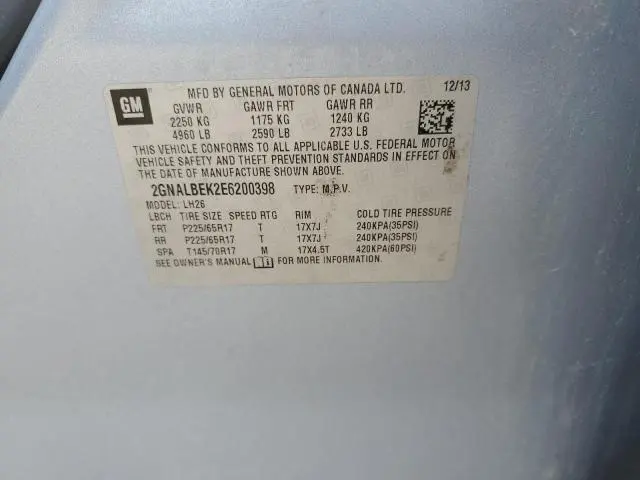 MFD BY GENERAL MOTORS OF CANADA LTD. 12/13
GM
GVWR GAWR FRT GAWR RR
2250 KG 1175 KG 1240 KG
4960 LB 2590 LB 2733 LB
THIS VEHICLE CONFORMS TO ALL APPLICABLE U.S. FEDERAL MOTOR
VEHICLE SAFETY AND THEFT PREVENTION STANDARDS IN EFFECT ON
THE DATE OF MANUFACTURE SHOWN ABOVE.
2GNALBEK2E6200398 TYPE: M.P.V.
MODEL: LH26
LBCH TIRE SIZE SPEED RTG RIM COLD TIRE PRESSURE
FRT P225/65R17 T 17X7J 240KPA(35PSI)
RR P225/65R17 T 17X7J 240KPA(35PSI)
SPA T145/70R17 M 17X4.5T 420KPA(60PSI)
SEE OWNER'S MANUAL FOR MORE INFORMATION.